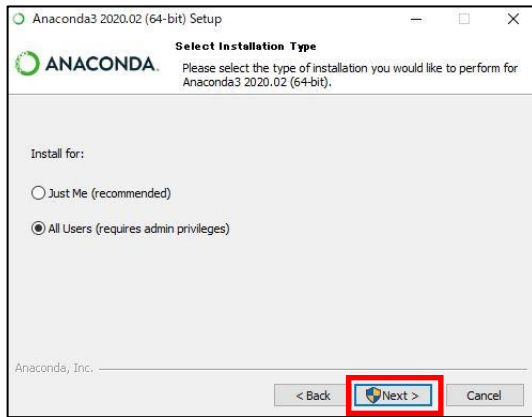 Anaconda3 2020.02 (64-bit) Setup
Select Installation Type
ANACONDA.
Please select the type of installation you would like to perform for
Anaconda3 2020.02 (64-bit).
Install for:
Just Me (recommended)
All Users (requires admin privileges)
Anaconda, Inc.
< Back
Next >
Cancel